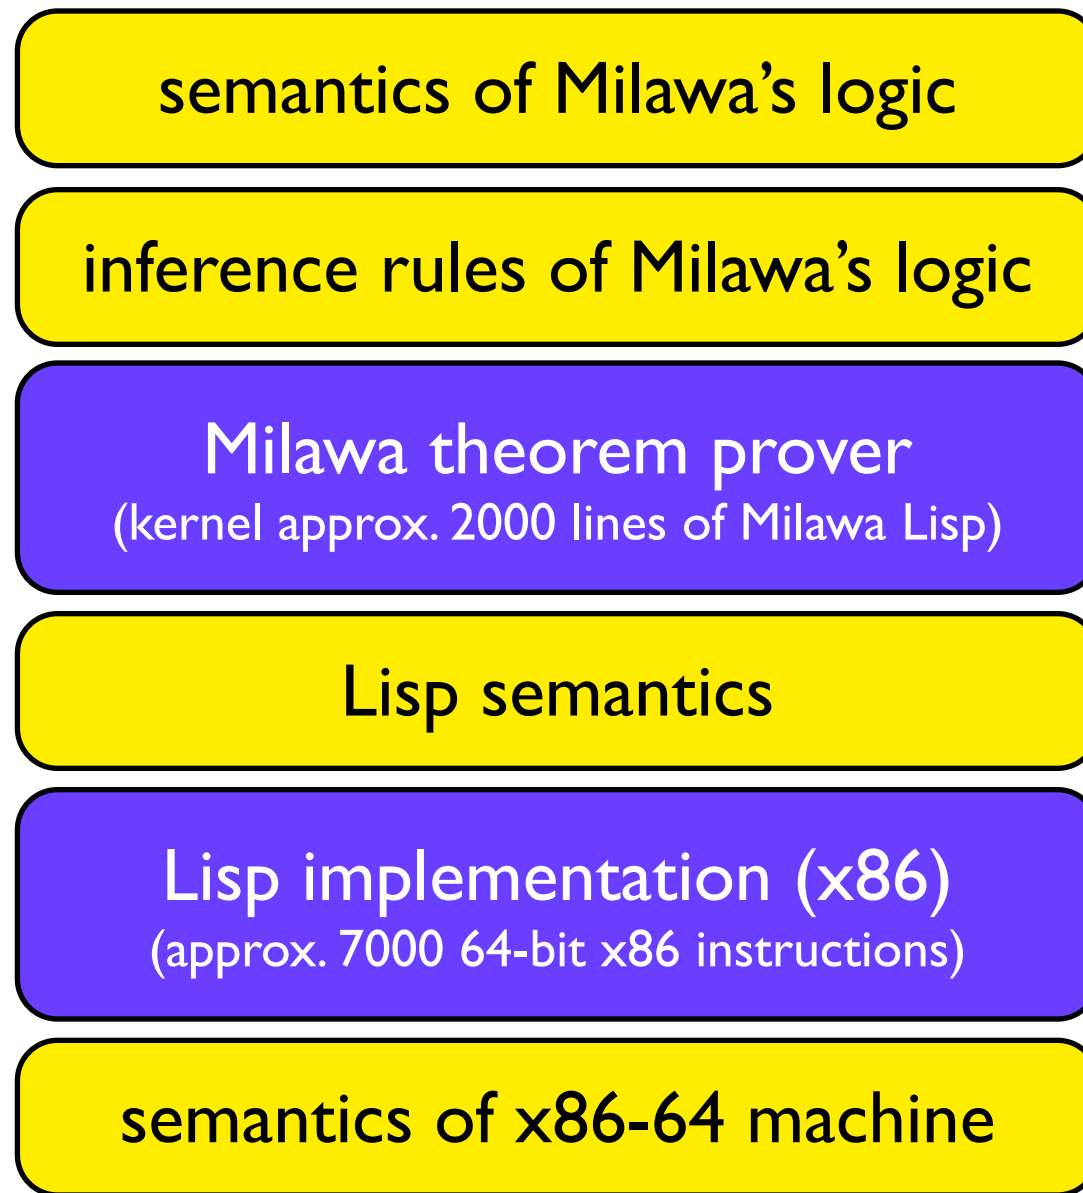 semantics of Milawa’s logic
inference rules of Milawa’s logic
Milawa theorem prover
(kernel approx. 2000 lines of Milawa Lisp)
Lisp semantics
Lisp implementation (x86)
(approx. 7000 64-bit x86 instructions)
semantics of x86-64 machine